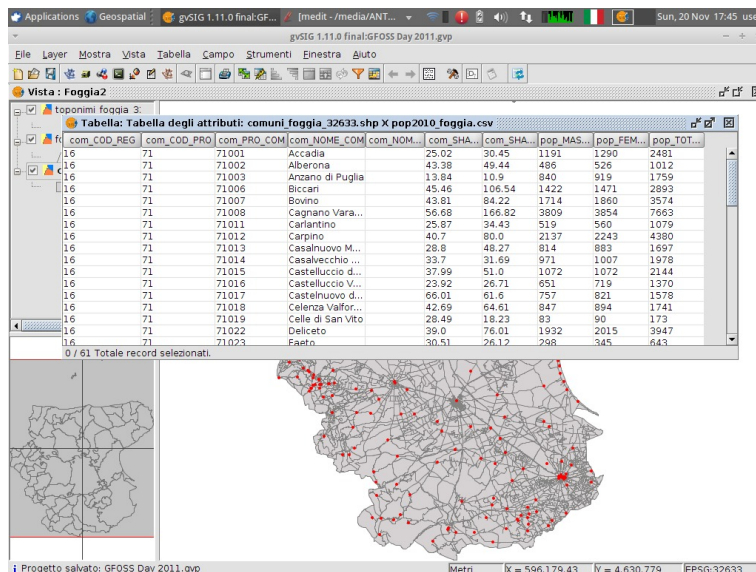 Applications Geospatial gvSIG 1.11.0 final:GF... [medit - /media/ANT... Sun, 20 Nov 17:45 use
gvSIG 1.11.0 final:GFOSS Day 2011.gvp
File Layer Mostra Vista Tabella Campo Strumenti Finestra Aiuto
Vista : Foggia2
toponimi foggia 3:
Tabella: Tabella degli attributi: comuni_foggia_32633.shp X pop2010_foggia.csv
com_COD_REG com_COD_PRO com_PRO_COM com_NOME_COM com_NOM... com_SHA... com_SHA... pop_MAS... pop_FEM... pop_TOT...
16 71 71001 Accadia 25.02 30.45 1191 1290 2481
16 71 71002 Alberona 43.38 49.44 486 526 1012
16 71 71003 Anzano di Puglia 13.84 10.9 840 919 1759
16 71 71006 Biccari 45.46 106.54 1422 1471 2893
16 71 71007 Bovino 43.81 84.22 1714 1860 3574
16 71 71008 Cagnano Vara... 56.68 166.82 3809 3854 7663
16 71 71011 Carlantino 25.87 34.43 519 560 1079
16 71 71012 Carpino 40.7 80.0 2137 2243 4380
16 71 71013 Casalnuovo M... 28.8 48.27 814 883 1697
16 71 71014 Casalvecchio ... 33.7 31.69 971 1007 1978
16 71 71015 Castelluccio d... 37.99 51.0 1072 1072 2144
16 71 71016 Castelluccio V... 23.92 26.71 651 719 1370
16 71 71017 Castelnuovo d... 66.01 61.6 757 821 1578
16 71 71018 Celenza Valfor... 42.69 64.61 847 894 1741
16 71 71019 Celle di San Vito 28.49 18.23 83 90 173
16 71 71022 Deliceto 39.0 76.01 1932 2015 3947
16 71 71023 Faeto 30.51 26.12 298 345 643
0 / 61 Totale record selezionati.
Progetto salvato: GFOSS Day 2011.gvp Metri X = 596.179,43 Y = 4.630.779 EPSG:32633